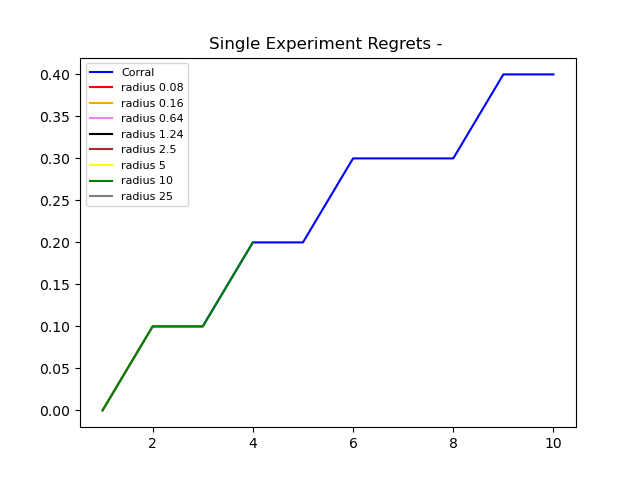 Single Experiment Regrets -
Corral
radius 0.08
radius 0.16
radius 0.64
radius 1.24
radius 2.5
radius 5
radius 10
radius 25
0.40
0.35
0.30
0.25
0.20
0.15
0.10
0.05
0.00
2 4 6 8 10